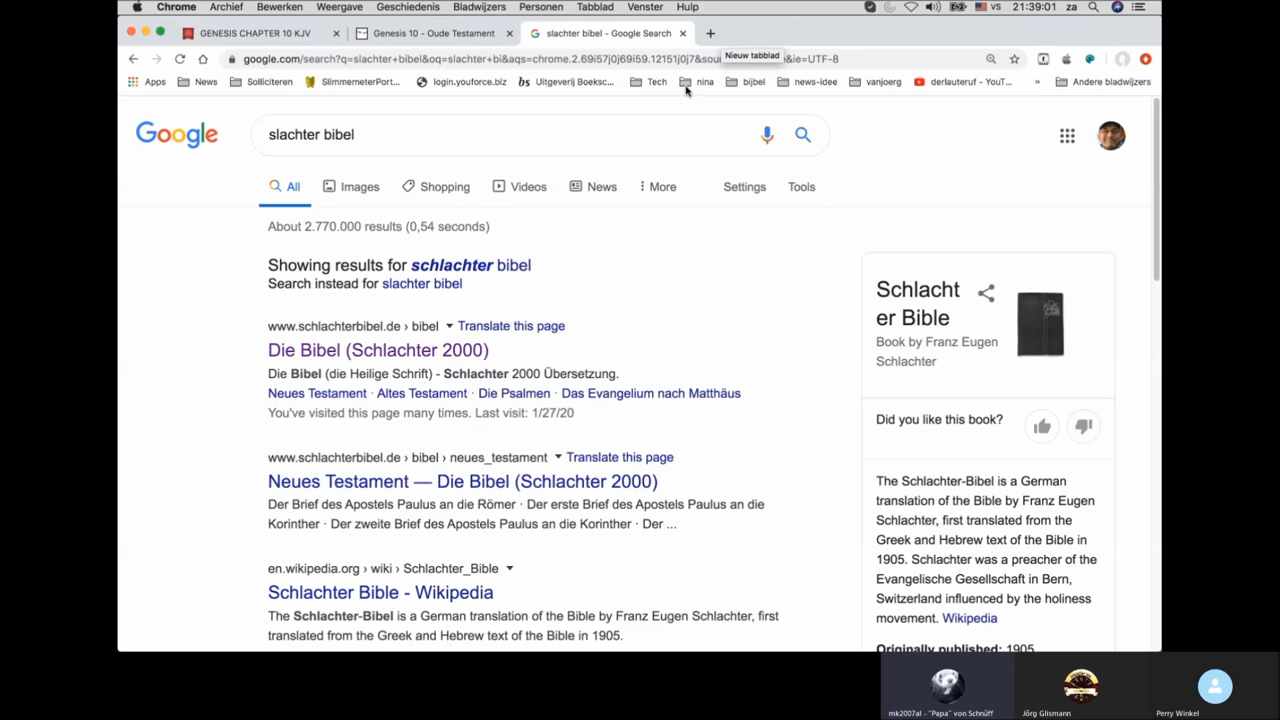 Chrome Archief Bewerken Weergave Geschiedenis Bladwijzers Personen Tabblad Venster Help VS 21:39:01 za
GENESIS CHAPTER 10 KJV × Genesis 10 - Oude Testament × slachter bibel - Google Search × +
google.com/search?q=slachter+bibel&oq=slachter+bi&aqs=chrome.2.69i57j0j69i59.12151j0j7&sou
Nieuw tabblad
&ie=UTF-8
Apps News Solliciteren SlimmemeterPort... login.youforce.biz bs Uitgeverij Boeksc... Tech nina bijbel news-idee vanjoerg derlauteruf - YouT... » Andere bladwijzers
Google
slachter bibel
All Images Shopping Videos News More Settings Tools
About 2.770.000 results (0,54 seconds)
Showing results for schlachter bibel
Search instead for slachter bibel
www.schlachterbibel.de › bibel Translate this page
Die Bibel (Schlachter 2000)
Die Bibel (die Heilige Schrift) - Schlachter 2000 Übersetzung.
Neues Testament · Altes Testament · Die Psalmen · Das Evangelium nach Matthäus
You've visited this page many times. Last visit: 1/27/20
www.schlachterbibel.de › bibel › neues_testament Translate this page
Neues Testament — Die Bibel (Schlachter 2000)
Der Brief des Apostels Paulus an die Römer · Der erste Brief des Apostels Paulus an die
Korinther · Der zweite Brief des Apostels Paulus an die Korinther · Der ...
en.wikipedia.org › wiki › Schlachter_Bible
Schlachter Bible - Wikipedia
The Schlachter-Bibel is a German translation of the Bible by Franz Eugen Schlachter, first
translated from the Greek and Hebrew text of the Bible in 1905.
Schlacht
er Bible
Book by Franz Eugen
Schlachter
Did you like this book?
The Schlachter-Bibel is a German
translation of the Bible by Franz Eugen
Schlachter, first translated from the
Greek and Hebrew text of the Bible in
1905. Schlachter was a preacher of the
Evangelische Gesellschaft in Bern,
Switzerland influenced by the holiness
movement. Wikipedia
Originally published: 1905
mk2007al - "Papa" von Schnüff
Jörg Glismann
Perry Winkel